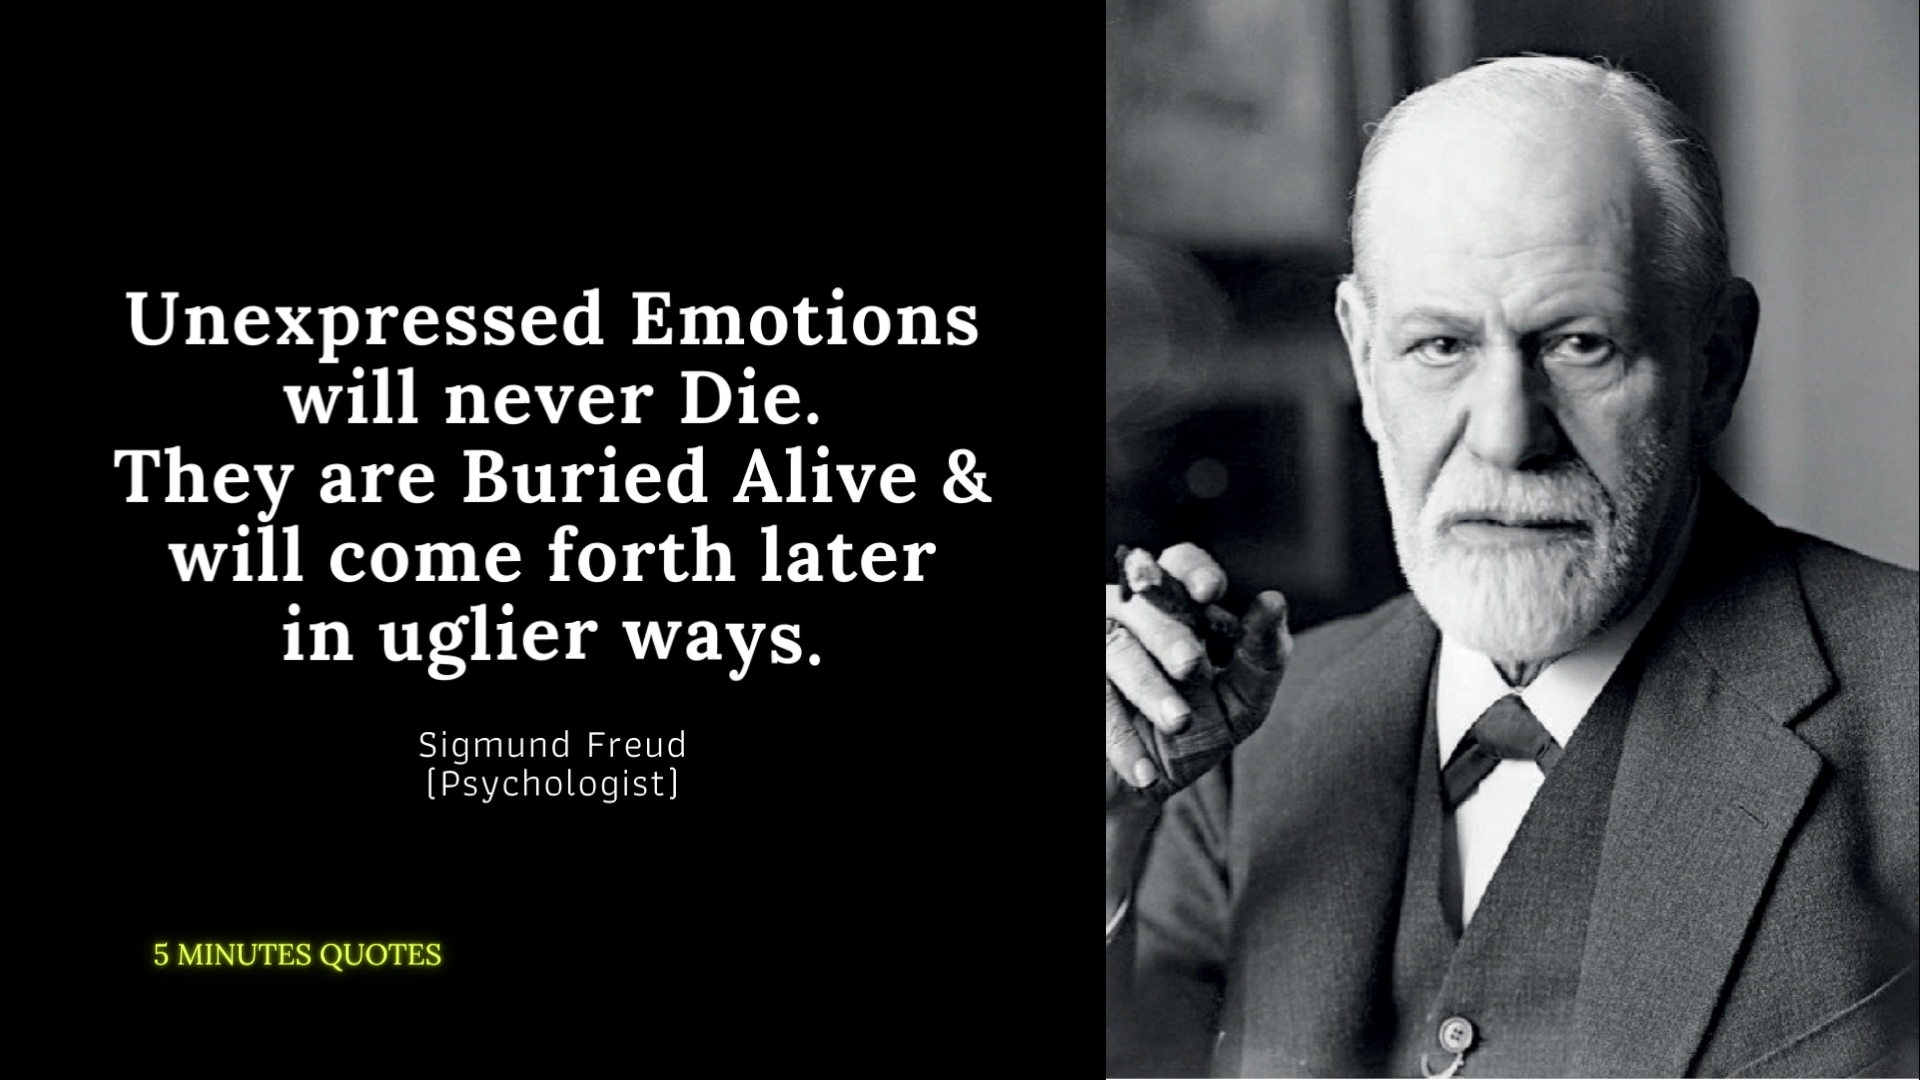 Unexpressed Emotions
will never Die.
They are Buried Alive &
will come forth later
in uglier ways.
Sigmund Freud
[Psychologist]
5 MINUTES QUOTES